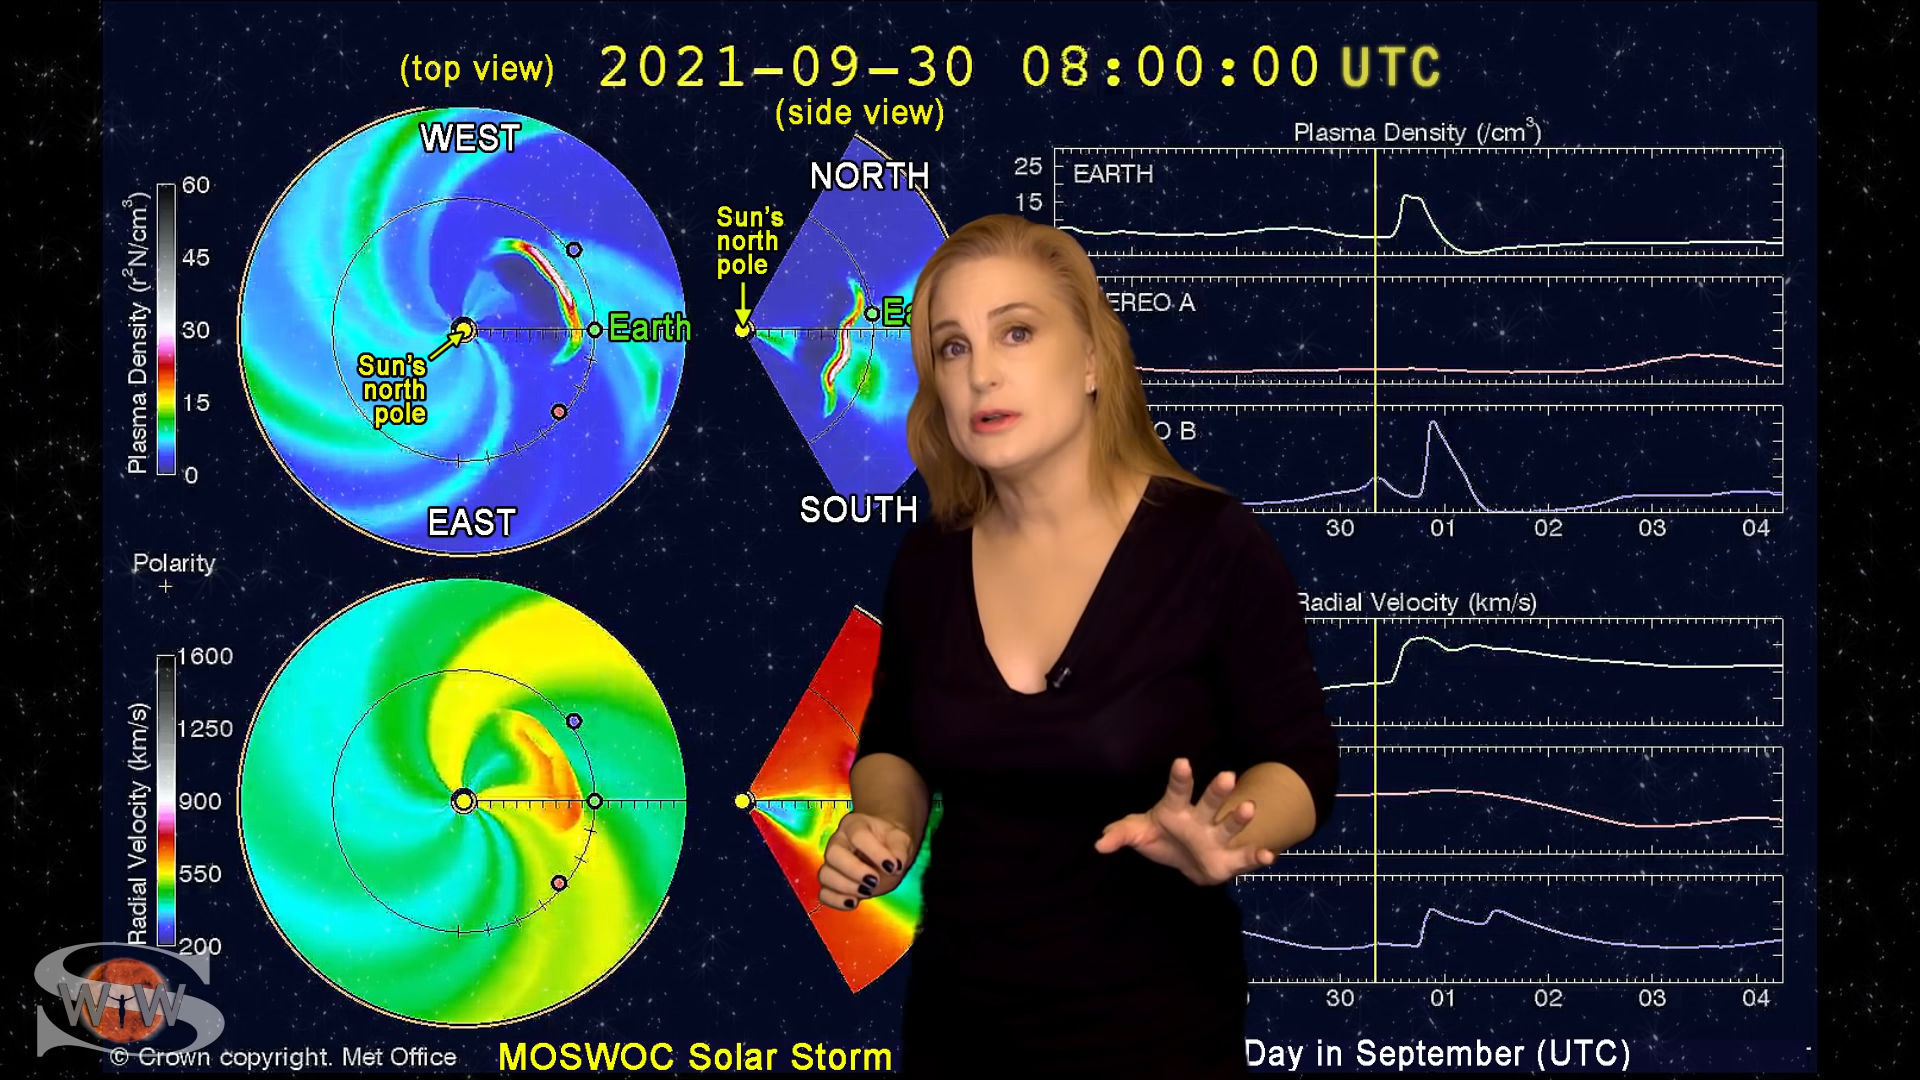 (top view)
2021-09-30 08:00:00 UTC
(side view)
WEST
NORTH
Sun's
north
pole
Earth
Sun's
north
pole
EAST
SOUTH
Plasma Density (r²N/cm³)
60
45
30
15
0
Plasma Density (/cm³)
25
15
EARTH
EREO A
O B
30 01 02 03 04
Polarity
+
Radial Velocity (km/s)
1600
1250
900
550
200
Radial Velocity (km/s)
30 01 02 03 04
S
WTW
© Crown copyright. Met Office
MOSWOC Solar Storm
Day in September (UTC)